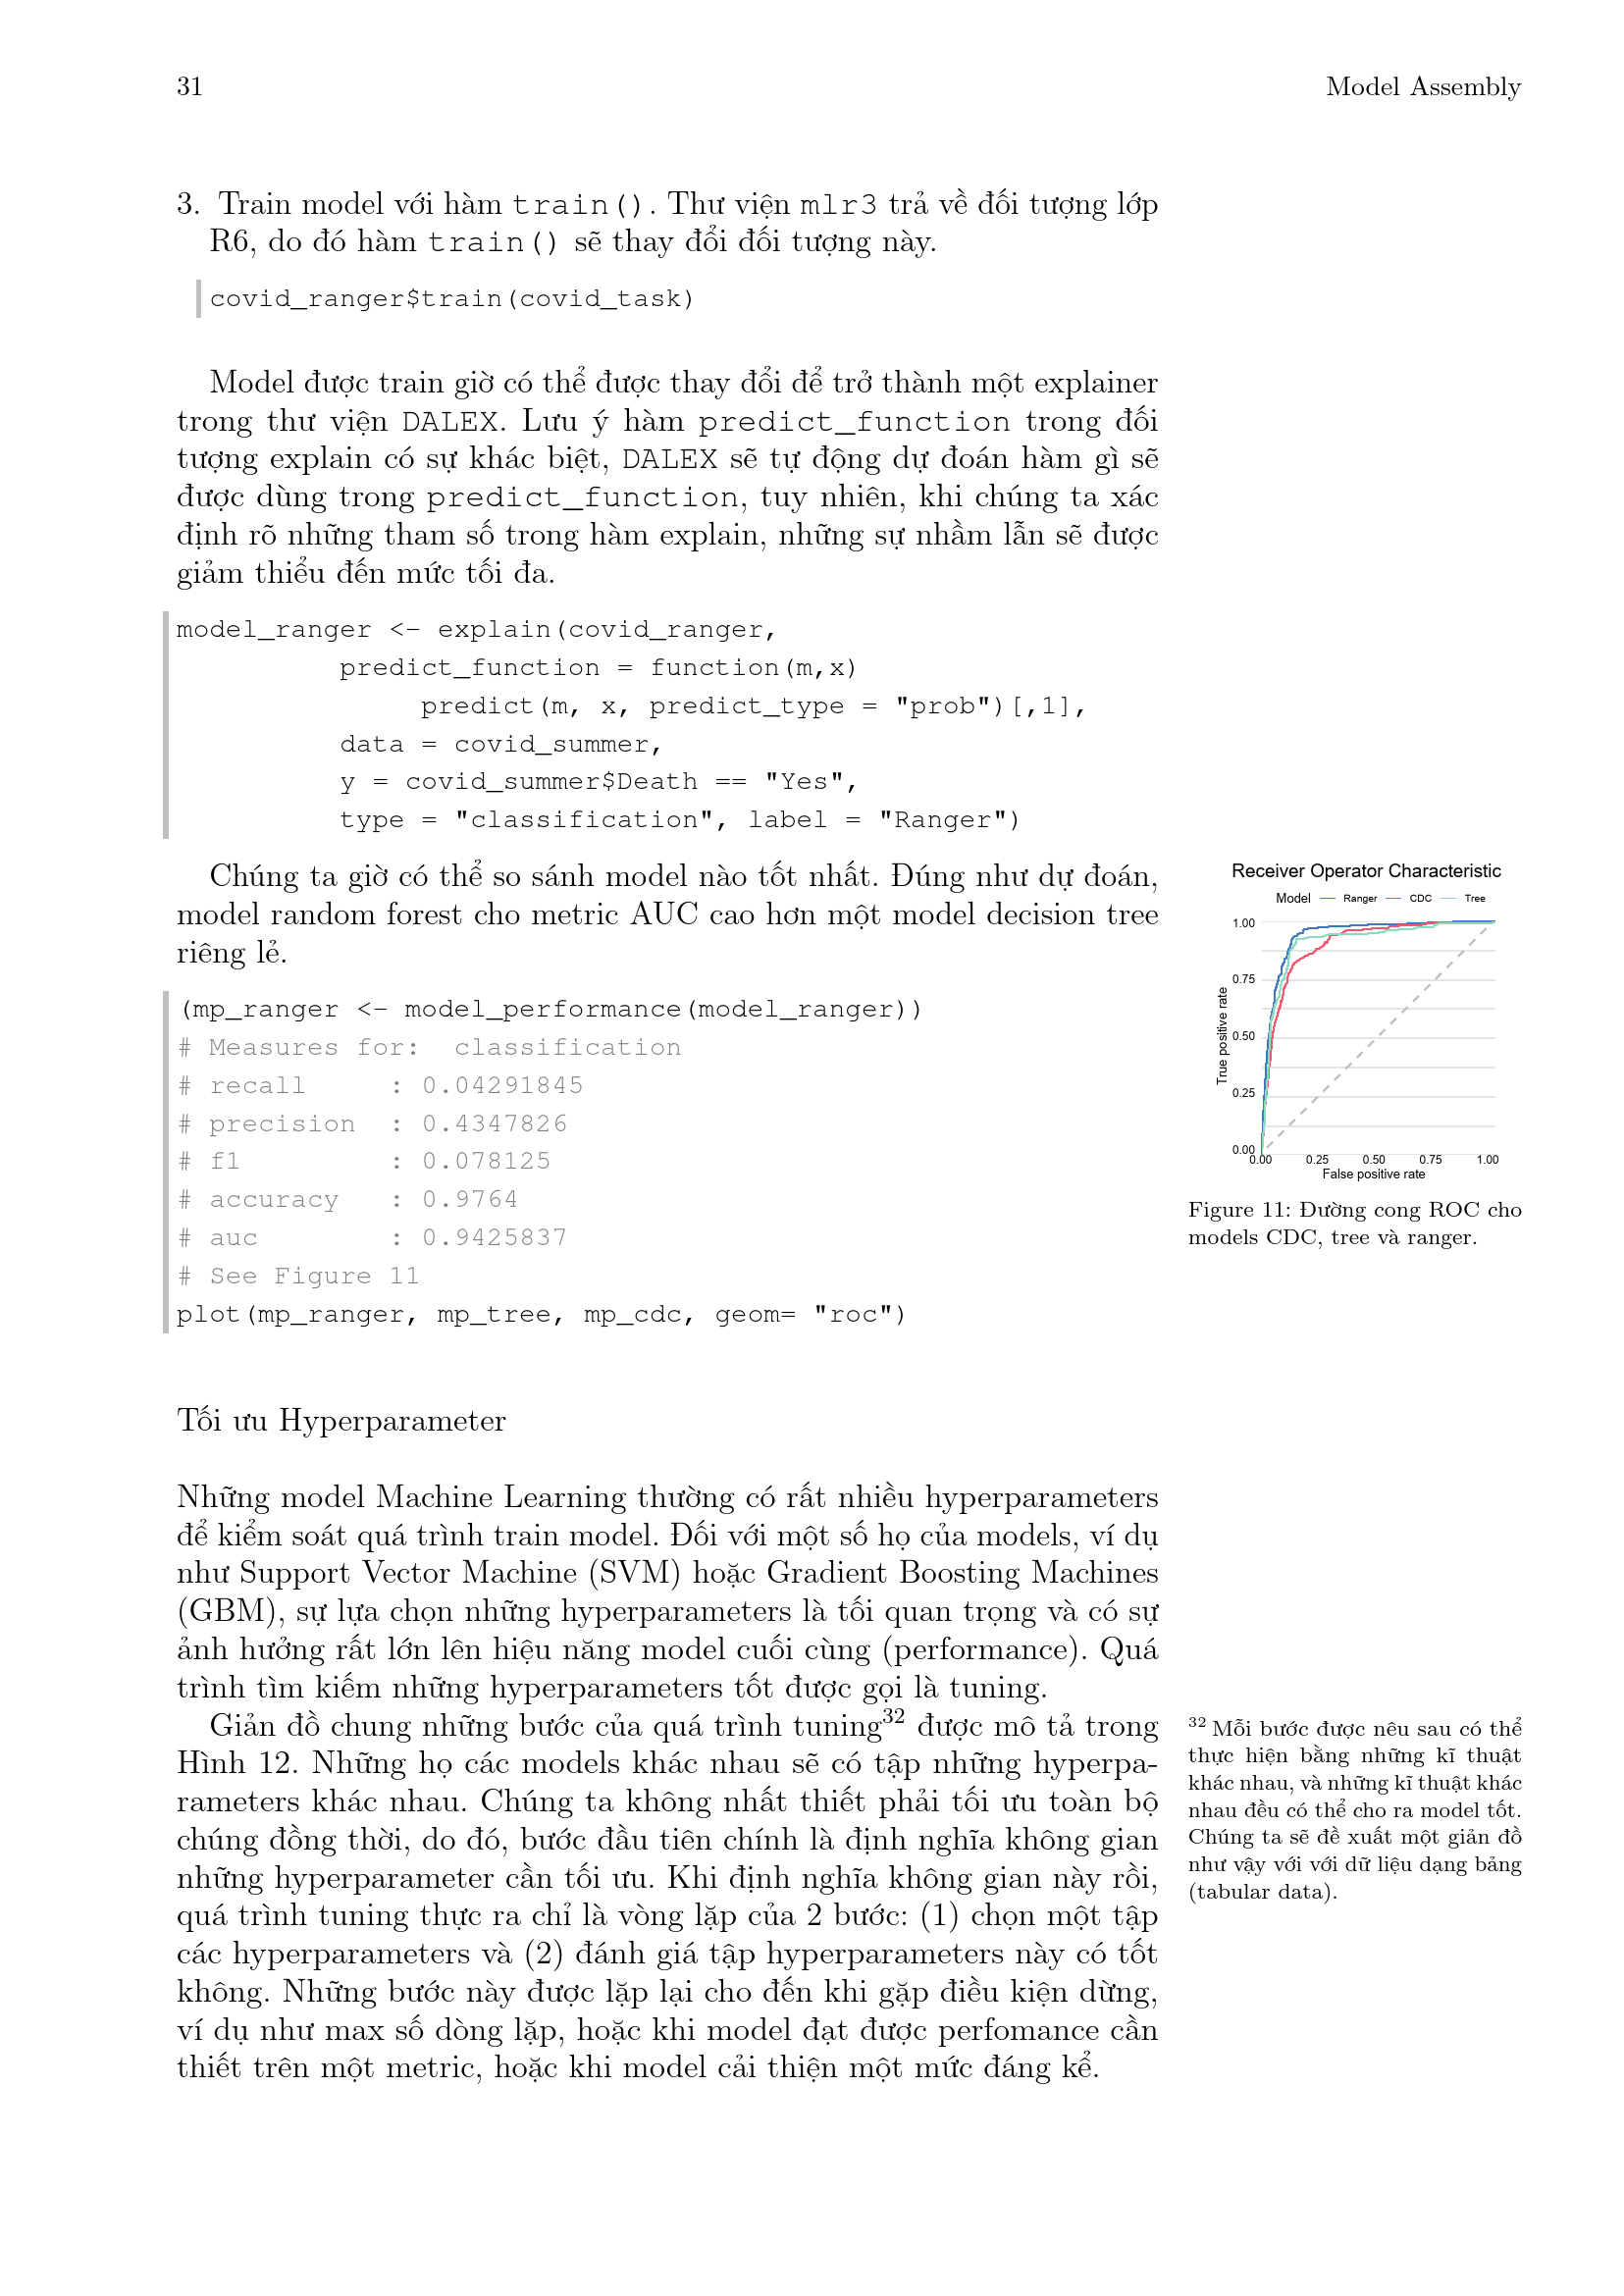 31
Model Assembly
3. Train model với hàm train(). Thư viện mlr3 trả về đối tượng lớp
R6, do đó hàm train() sẽ thay đổi đối tượng này.
covid_ranger$train(covid_task)
Model được train giờ có thể được thay đổi để trở thành một explainer
trong thư viện DALEX. Lưu ý hàm predict_function trong đối
tượng explain có sự khác biệt, DALEX sẽ tự động dự đoán hàm gì sẽ
được dùng trong predict_function, tuy nhiên, khi chúng ta xác
định rõ những tham số trong hàm explain, những sự nhầm lẫn sẽ được
giảm thiểu đến mức tối đa.
model_ranger <- explain(covid_ranger,
predict_function = function(m,x)
predict(m, x, predict_type = "prob")[,1],
data = covid_summer,
y = covid_summer$Death == "Yes",
type = "classification", label = "Ranger")
Chúng ta giờ có thể so sánh model nào tốt nhất. Đúng như dự đoán,
model random forest cho metric AUC cao hơn một model decision tree
riêng lẻ.
(mp_ranger <- model_performance(model_ranger))
# Measures for:  classification
# recall     : 0.04291845
# precision  : 0.4347826
# f1         : 0.078125
# accuracy   : 0.9764
# auc        : 0.9425837
# See Figure 11
plot(mp_ranger, mp_tree, mp_cdc, geom= "roc")
Receiver Operator Characteristic
Model Ranger CDC Tree
1.00
0.75
0.50
0.25
0.00
True positive rate
0.00 0.25 0.50 0.75 1.00
False positive rate
Figure 11: Đường cong ROC cho
models CDC, tree và ranger.
Tối ưu Hyperparameter
Những model Machine Learning thường có rất nhiều hyperparameters
để kiểm soát quá trình train model. Đối với một số họ của models, ví dụ
như Support Vector Machine (SVM) hoặc Gradient Boosting Machines
(GBM), sự lựa chọn những hyperparameters là tối quan trọng và có sự
ảnh hưởng rất lớn lên hiệu năng model cuối cùng (performance). Quá
trình tìm kiếm những hyperparameters tốt được gọi là tuning.
Giản đồ chung những bước của quá trình tuning32 được mô tả trong
Hình 12. Những họ các models khác nhau sẽ có tập những hyperpa-
rameters khác nhau. Chúng ta không nhất thiết phải tối ưu toàn bộ
chúng đồng thời, do đó, bước đầu tiên chính là định nghĩa không gian
những hyperparameter cần tối ưu. Khi định nghĩa không gian này rồi,
quá trình tuning thực ra chỉ là vòng lặp của 2 bước: (1) chọn một tập
các hyperparameters và (2) đánh giá tập hyperparameters này có tốt
không. Những bước này được lặp lại cho đến khi gặp điều kiện dừng,
ví dụ như max số dòng lặp, hoặc khi model đạt được perfomance cần
thiết trên một metric, hoặc khi model cải thiện một mức đáng kể.
32 Mỗi bước được nêu sau có thể
thực hiện bằng những kĩ thuật
khác nhau, và những kĩ thuật khác
nhau đều có thể cho ra model tốt.
Chúng ta sẽ đề xuất một giản đồ
như vậy với với dữ liệu dạng bảng
(tabular data).